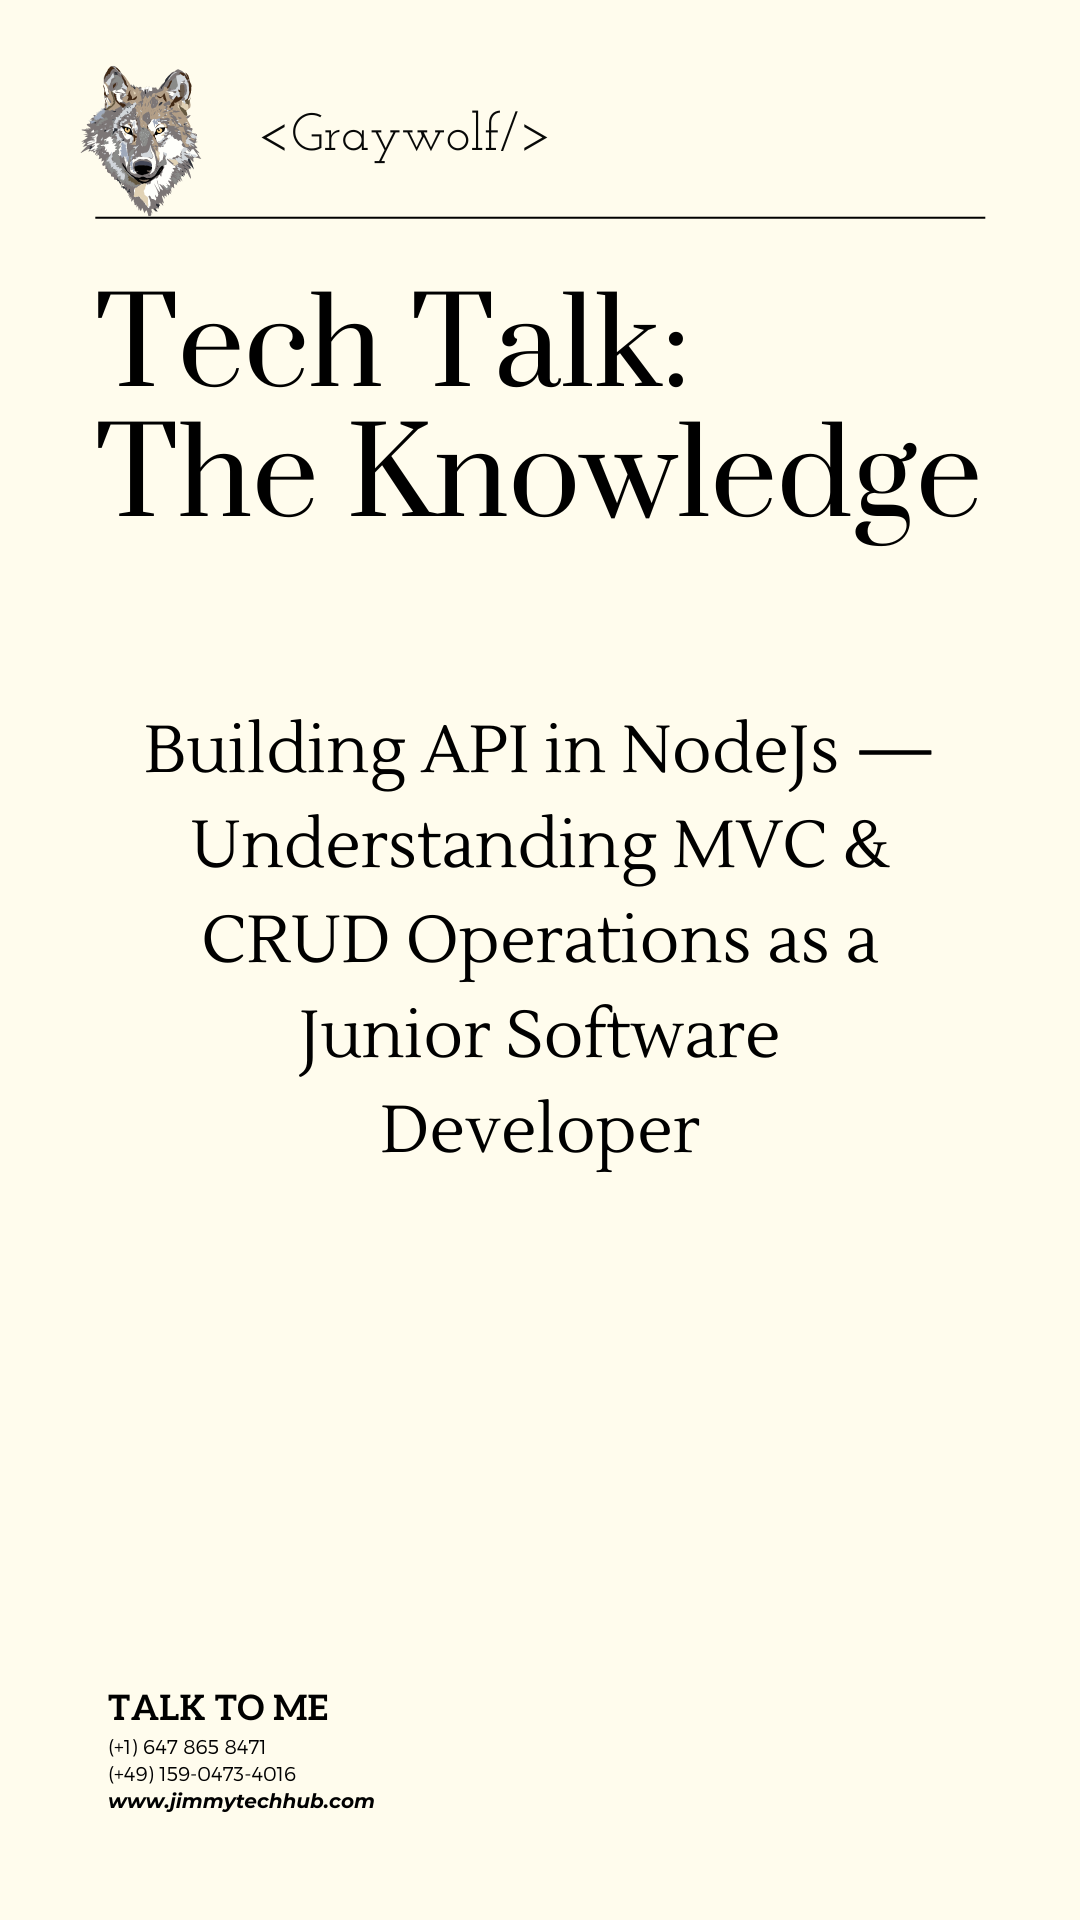 <Graywolf/>
Tech Talk:
The Knowledge
Building API in NodeJs —
Understanding MVC &
CRUD Operations as a
Junior Software
Developer
TALK TO ME
(+1) 647 865 8471
(+49) 159-0473-4016
www.jimmytechhub.com